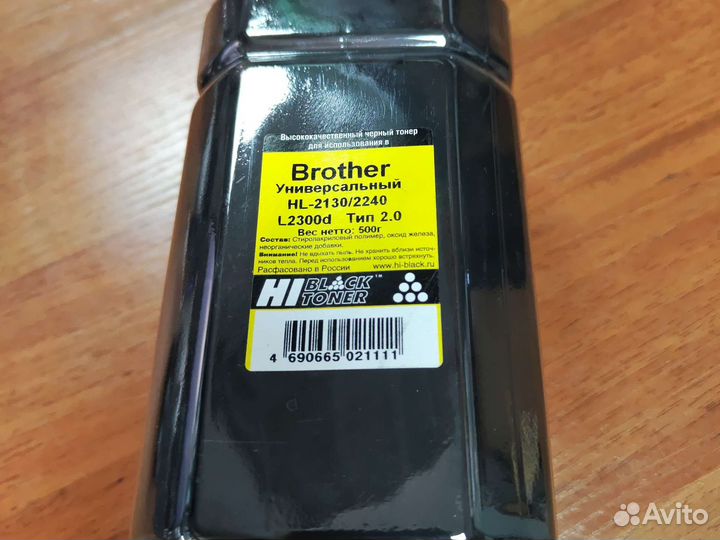 Высококачественный черный тонер
для использования в
Brother
Универсальный
HL-2130/2240
L2300d Тип 2.0
Вес нетто: 500г
Состав: Стиролакриловый полимер, оксид железа,
неорганические добавки.
Внимание! Не вдыхать пыль. Не хранить вблизи источ-
ников тепла. Перед использованием хорошо встряхнуть.
Расфасовано в России www.hi-black.ru
HI BLACK TONER ™
4 690665 021111
Avito